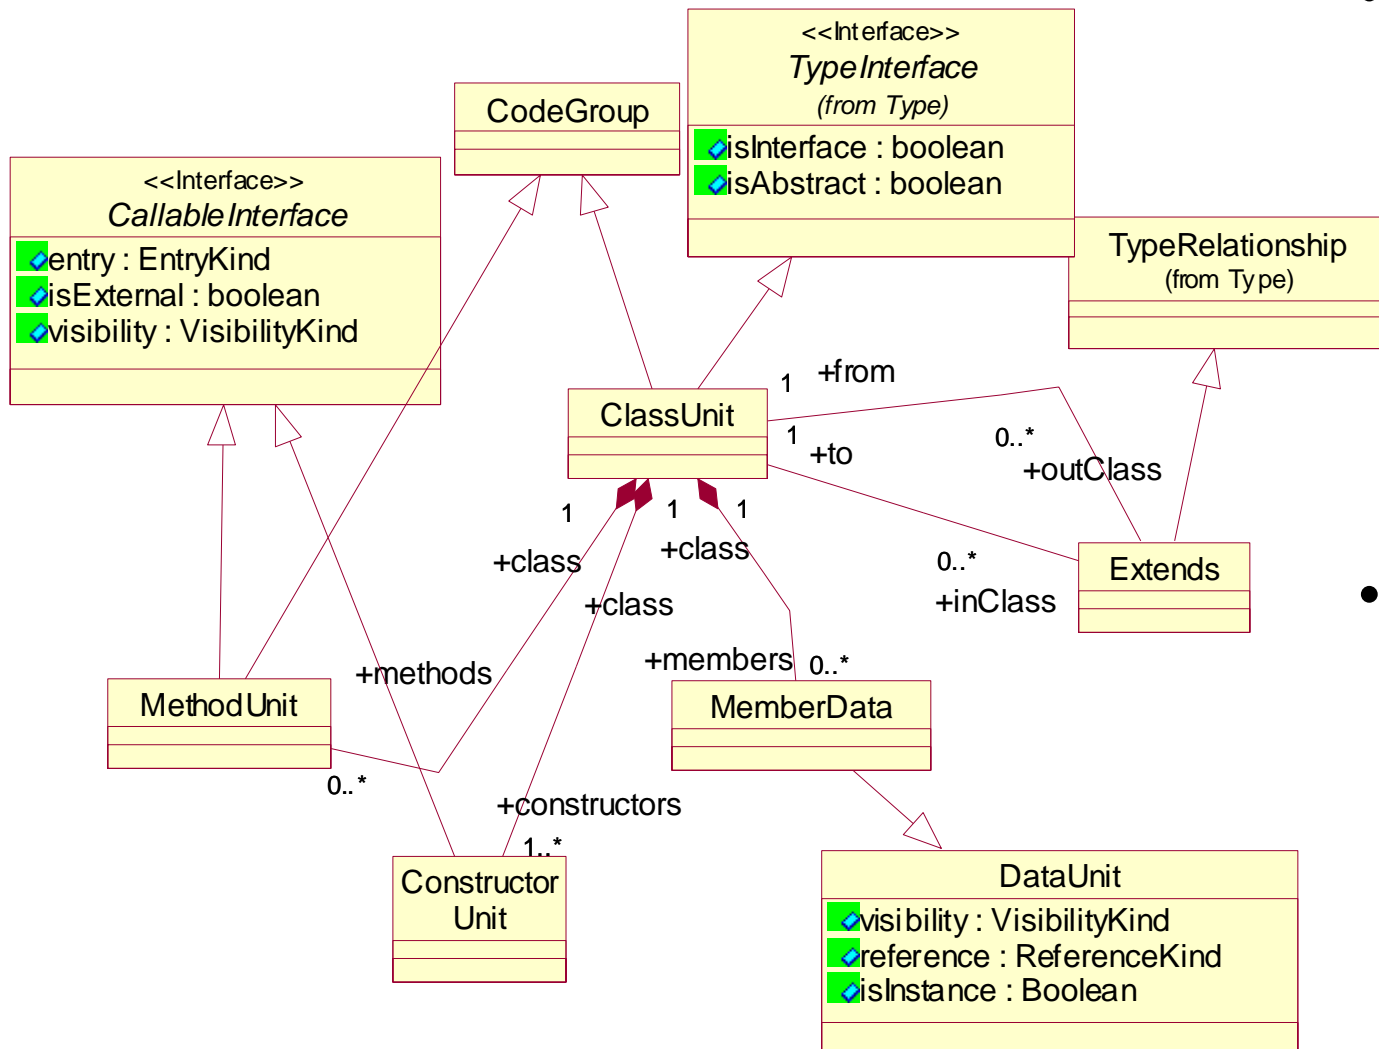 <<Interface>>
TypeInterface
(from Type)
isInterface : boolean
isAbstract : boolean
CodeGroup
<<Interface>>
CallableInterface
entry : EntryKind
isExternal : boolean
visibility : VisibilityKind
TypeRelationship
(from Type)
ClassUnit
1
+from
1
+to
0..*
+outClass
1
+class
1
+class
1
+class
0..*
+inClass
Extends
+methods
0..*
+members
0..*
MethodUnit
MemberData
+constructors
1..*
Constructor
Unit
DataUnit
visibility : VisibilityKind
reference : ReferenceKind
isInstance : Boolean